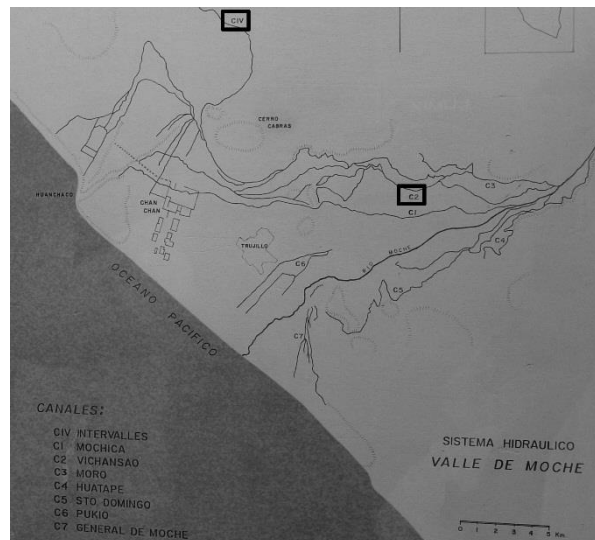 CIV
CERRO
CABRAS
C3
C2
HUANCHACO
CHAN
CHAN
C1
TRUJILLO
RIO MOCHE
C4
C6
C5
OCEANO PACIFICO
C7
CANALES:
CIV INTERVALLES
C1 MOCHICA
C2 VICHANSAO
C3 MORO
C4 HUATAPE
C5 STO. DOMINGO
C6 PUKIO
C7 GENERAL DE MOCHE
SISTEMA HIDRAULICO
VALLE DE MOCHE
0 1 2 3 4 5 Km.